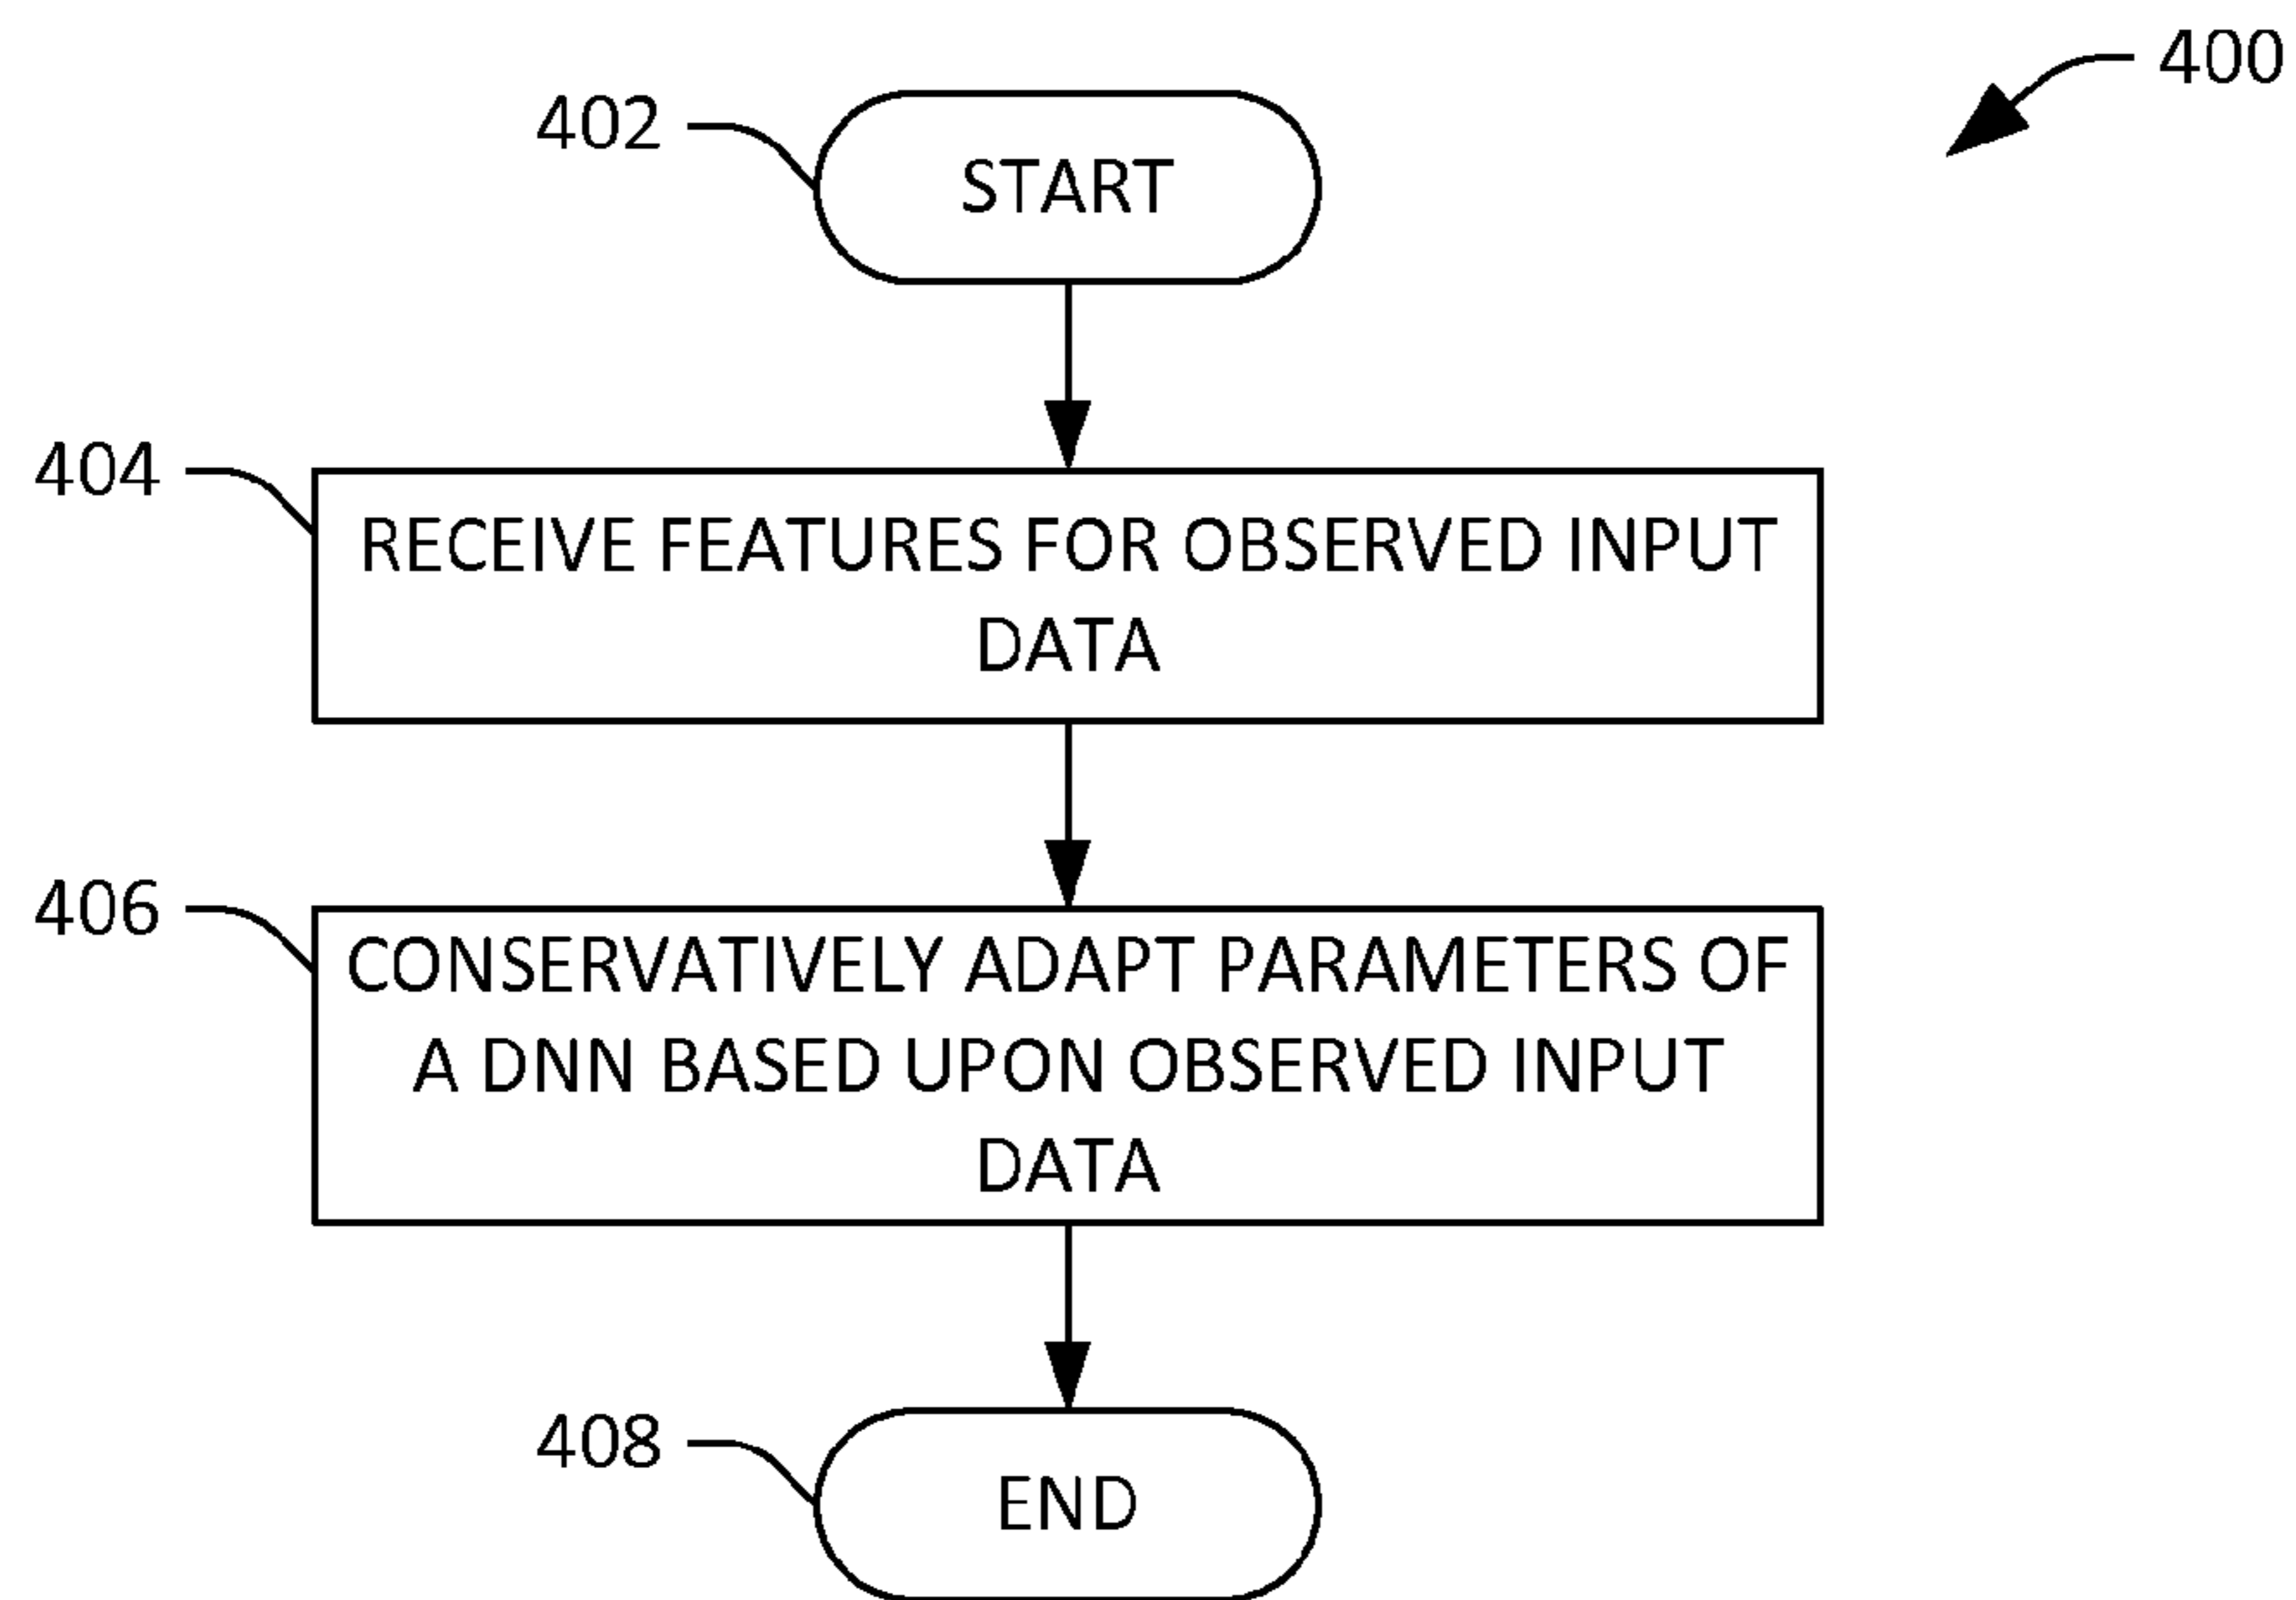 400
402
START
404
RECEIVE FEATURES FOR OBSERVED INPUT
DATA
406
CONSERVATIVELY ADAPT PARAMETERS OF
A DNN BASED UPON OBSERVED INPUT
DATA
408
END